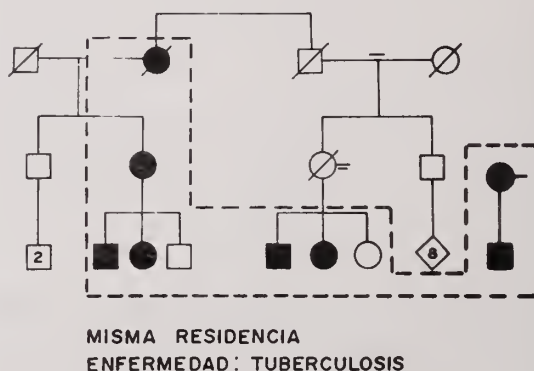 2
8
MISMA RESIDENCIA
ENFERMEDAD: TUBERCULOSIS